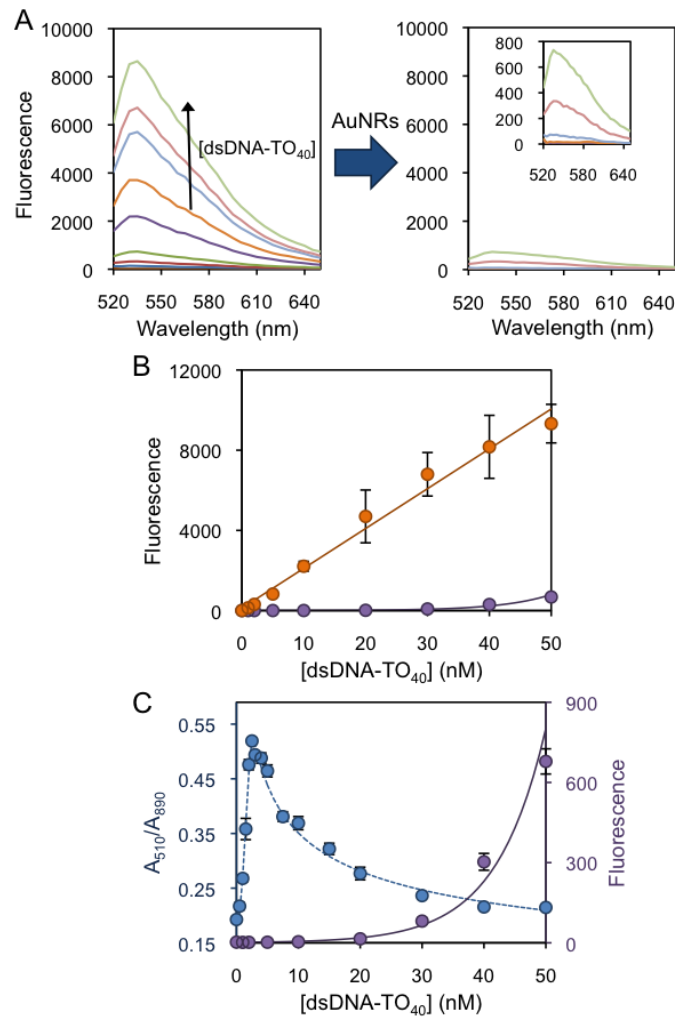 A
Fluorescence
10000
8000
6000
4000
2000
0
[dsDNA-TO40]
520 550 580 610 640
Wavelength (nm)
AuNRs
10000
8000
6000
4000
2000
0
800
600
400
200
0
520 580 640
520 550 580 610 640
Wavelength (nm)
B
Fluorescence
12000
8000
4000
0
0 10 20 30 40 50
[dsDNA-TO40] (nM)
C
A510/A890
0.55
0.45
0.35
0.25
0.15
900
600
300
0
Fluorescence
0 10 20 30 40 50
[dsDNA-TO40] (nM)